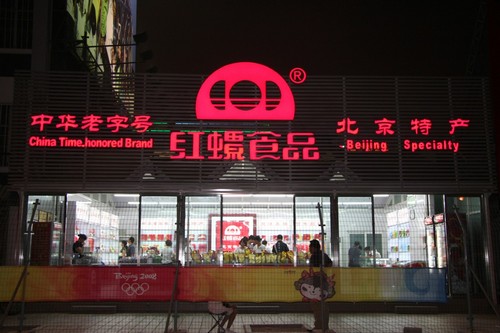 ®
中华老字号
China Time-honored Brand
红螺食品
北京特产
Beijing Specialty
Beijing 2008